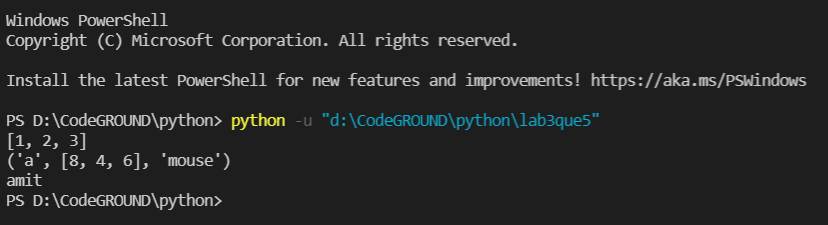 Windows PowerShell
Copyright (C) Microsoft Corporation. All rights reserved.
Install the latest PowerShell for new features and improvements! https://aka.ms/PSWindows
PS D:\CodeGROUND\python> python -u "d:\CodeGROUND\python\lab3que5"
[1, 2, 3]
('a', [8, 4, 6], 'mouse')
amit
PS D:\CodeGROUND\python>